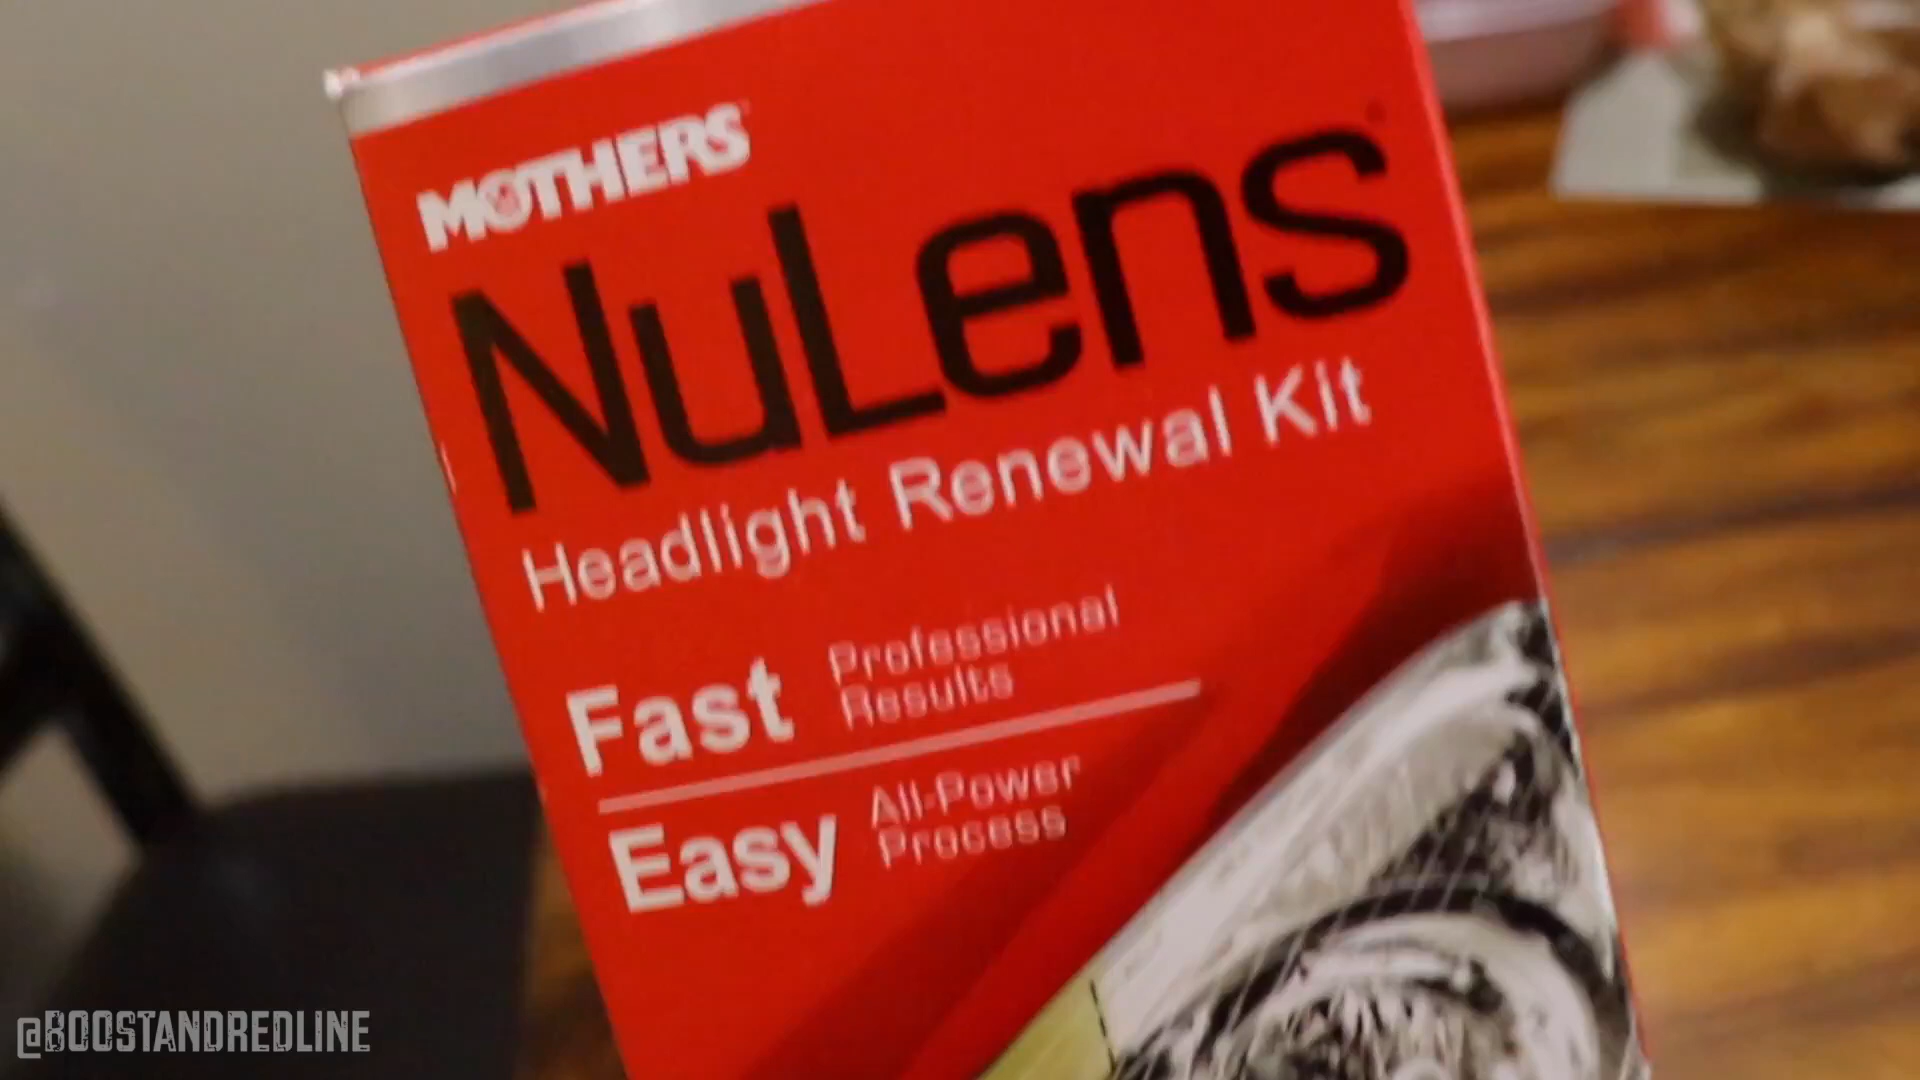 MOTHERS
NuLens
Headlight Renewal Kit
Fast
Professional
Results
Easy
All-Power
Process
@BOOSTANDREDLINE